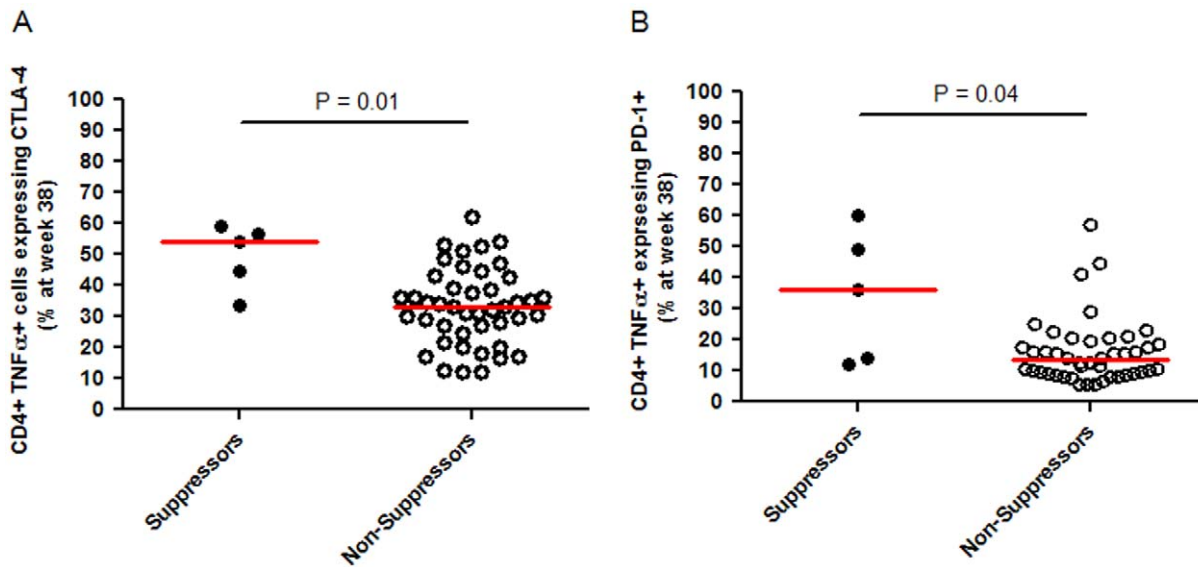 A
CD4+ TNFα+ cells expressing CTLA-4
(% at week 38)
100
90
80
70
60
50
40
30
20
10
0
P = 0.01
Suppressors
Non-Suppressors
B
CD4+ TNFα+ exprsesing PD-1+
(% at week 38)
100
90
80
70
60
50
40
30
20
10
0
P = 0.04
Suppressors
Non-Suppressors